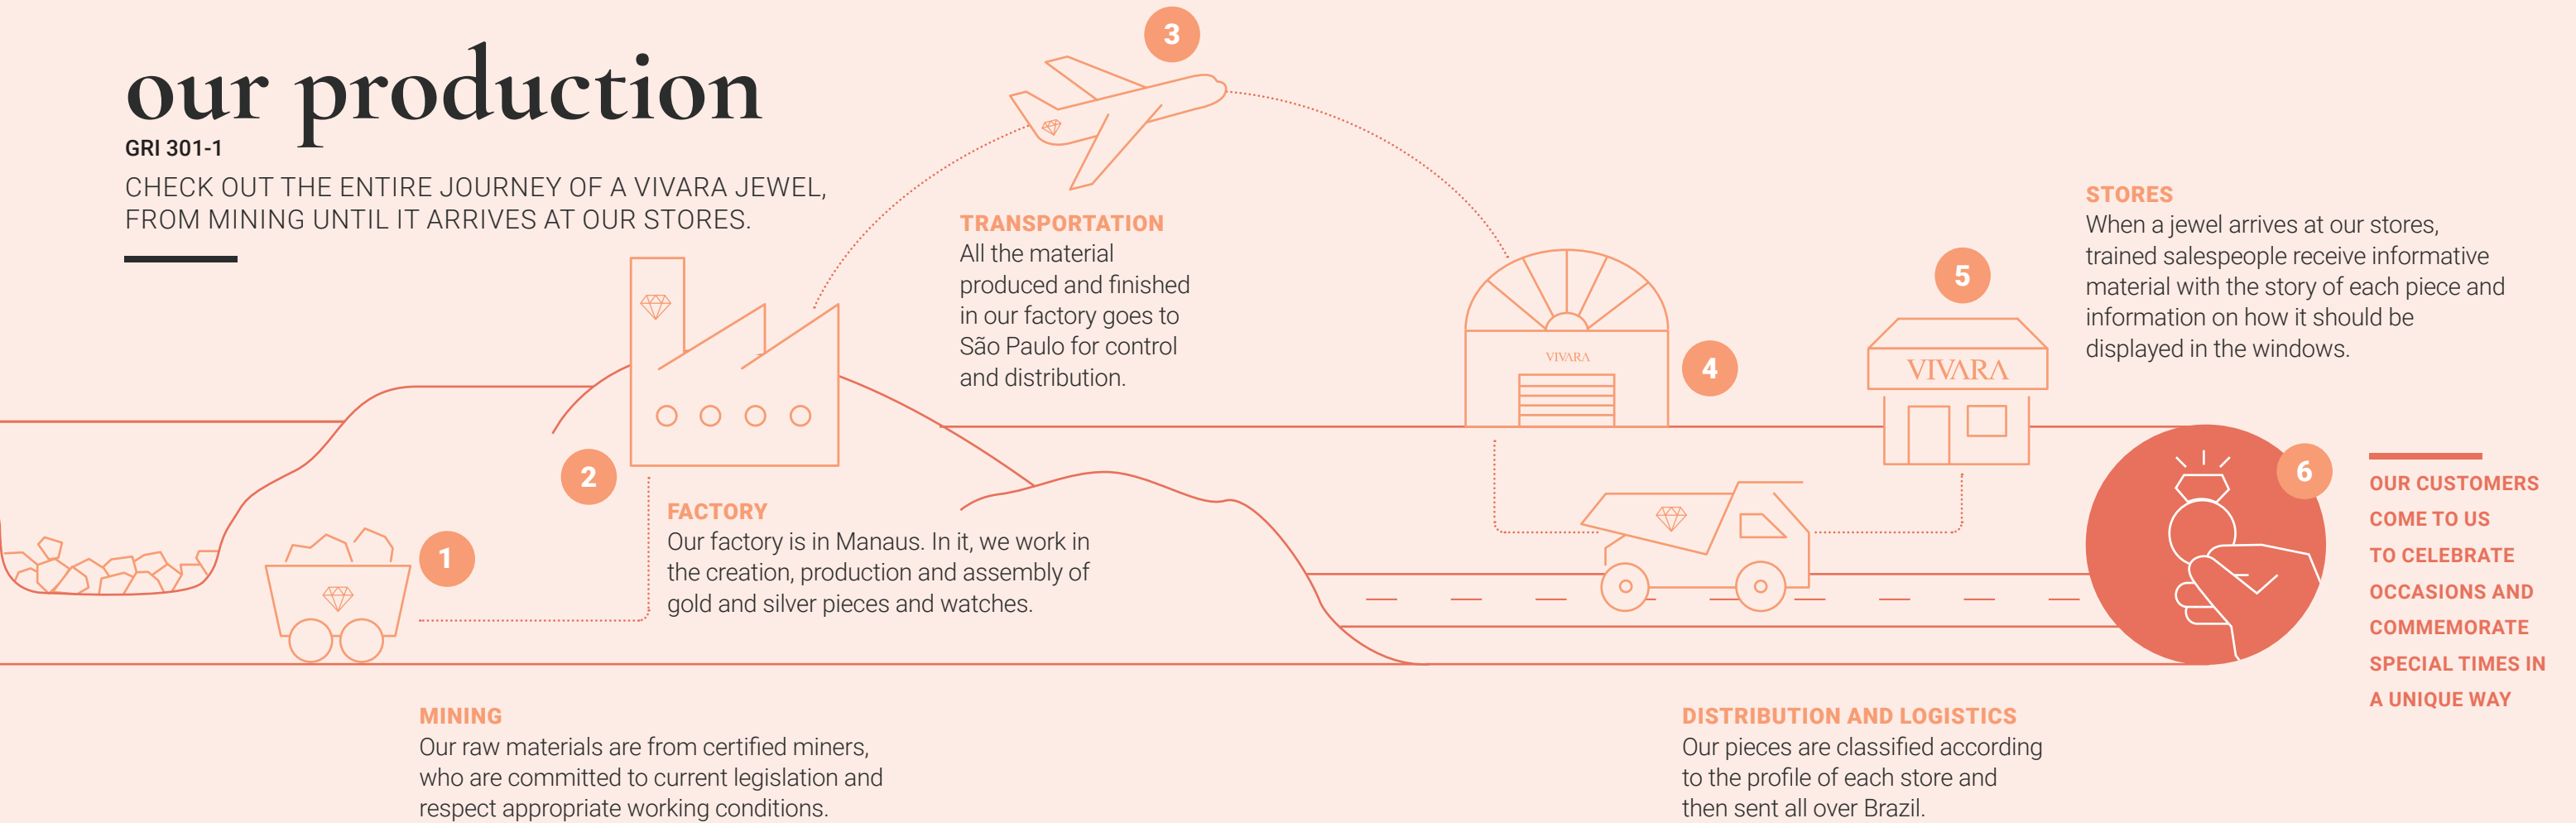 our production
GRI 301-1
CHECK OUT THE ENTIRE JOURNEY OF A VIVARA JEWEL,
FROM MINING UNTIL IT ARRIVES AT OUR STORES.
1
MINING
Our raw materials are from certified miners,
who are committed to current legislation and
respect appropriate working conditions.
2
FACTORY
Our factory is in Manaus. In it, we work in
the creation, production and assembly of
gold and silver pieces and watches.
3
TRANSPORTATION
All the material
produced and finished
in our factory goes to
São Paulo for control
and distribution.
VIVARA
4
DISTRIBUTION AND LOGISTICS
Our pieces are classified according
to the profile of each store and
then sent all over Brazil.
5
VIVARA
STORES
When a jewel arrives at our stores,
trained salespeople receive informative
material with the story of each piece and
information on how it should be
displayed in the windows.
6
OUR CUSTOMERS
COME TO US
TO CELEBRATE
OCCASIONS AND
COMMEMORATE
SPECIAL TIMES IN
A UNIQUE WAY